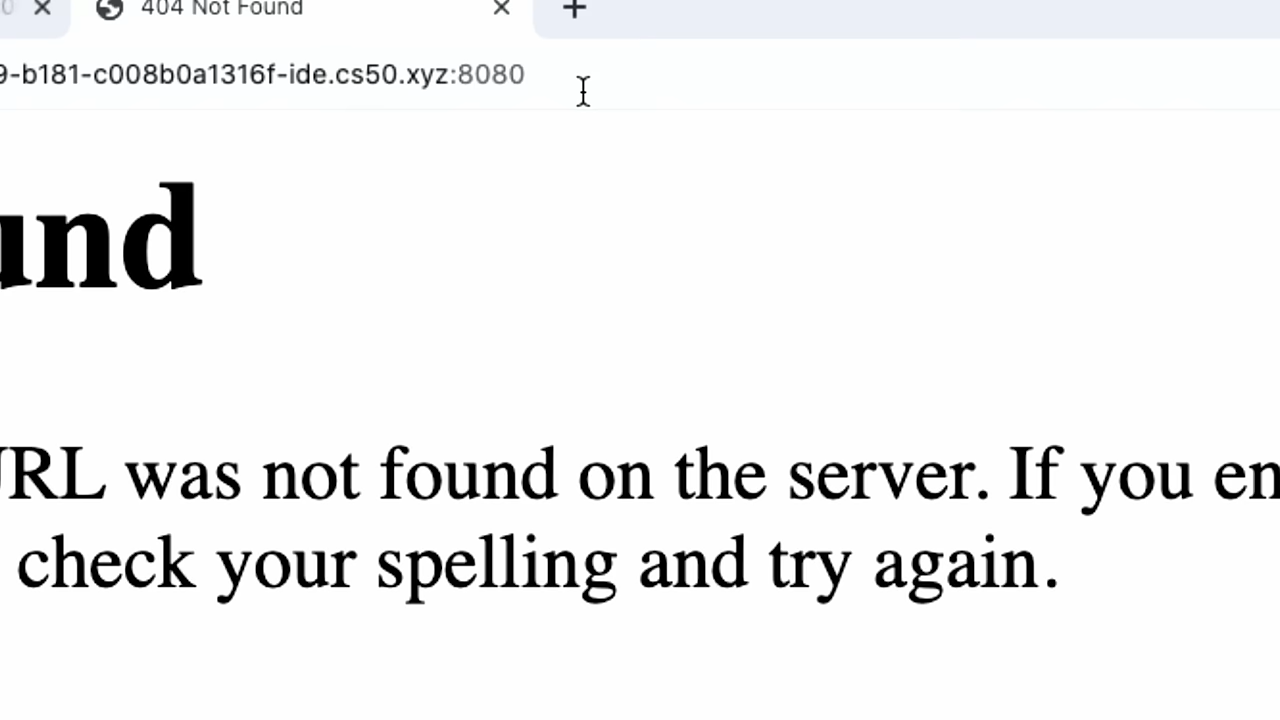 404 Not Found
9-b181-c008b0a1316f-ide.cs50.xyz:8080
und
URL was not found on the server. If you en
check your spelling and try again.